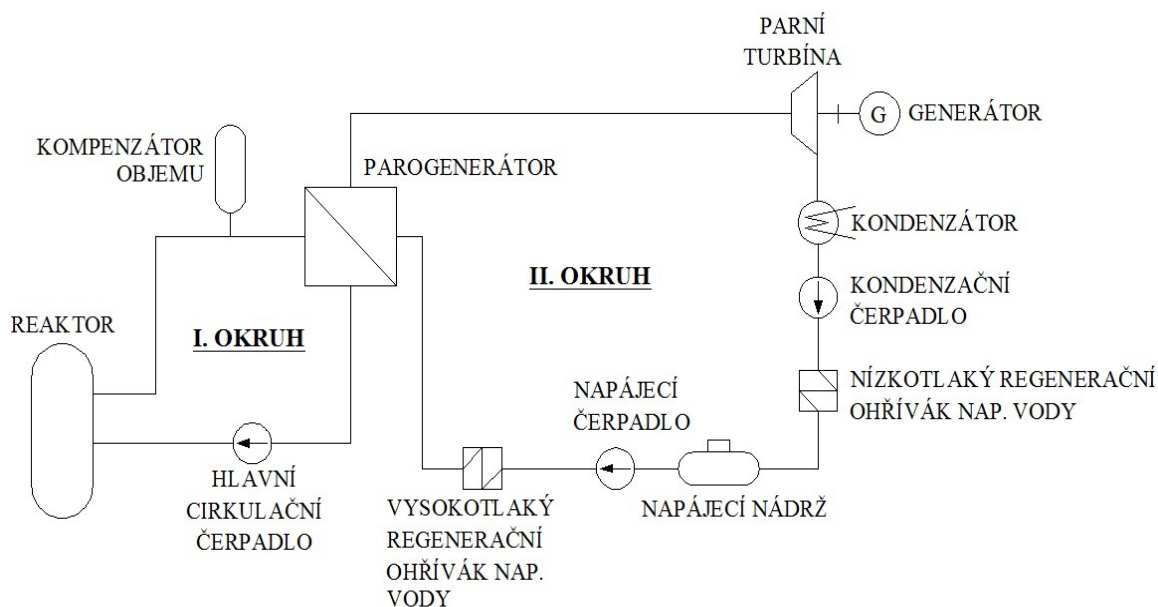 PARNÍ
TURBÍNA
G
GENERÁTOR
KOMPENZÁTOR
OBJEMU
PAROGENERÁTOR
KONDENZÁTOR
II. OKRUH
KONDENZAČNÍ
ČERPADLO
REAKTOR
I. OKRUH
NÍZKOTLAKÝ REGENERAČNÍ
OHŘÍVÁK NAP. VODY
NAPÁJECÍ
ČERPADLO
HLAVNÍ
CIRKULAČNÍ
ČERPADLO
VYSOKOTLAKÝ
REGENERAČNÍ
OHŘÍVÁK NAP.
VODY
NAPÁJECÍ NÁDRŽ